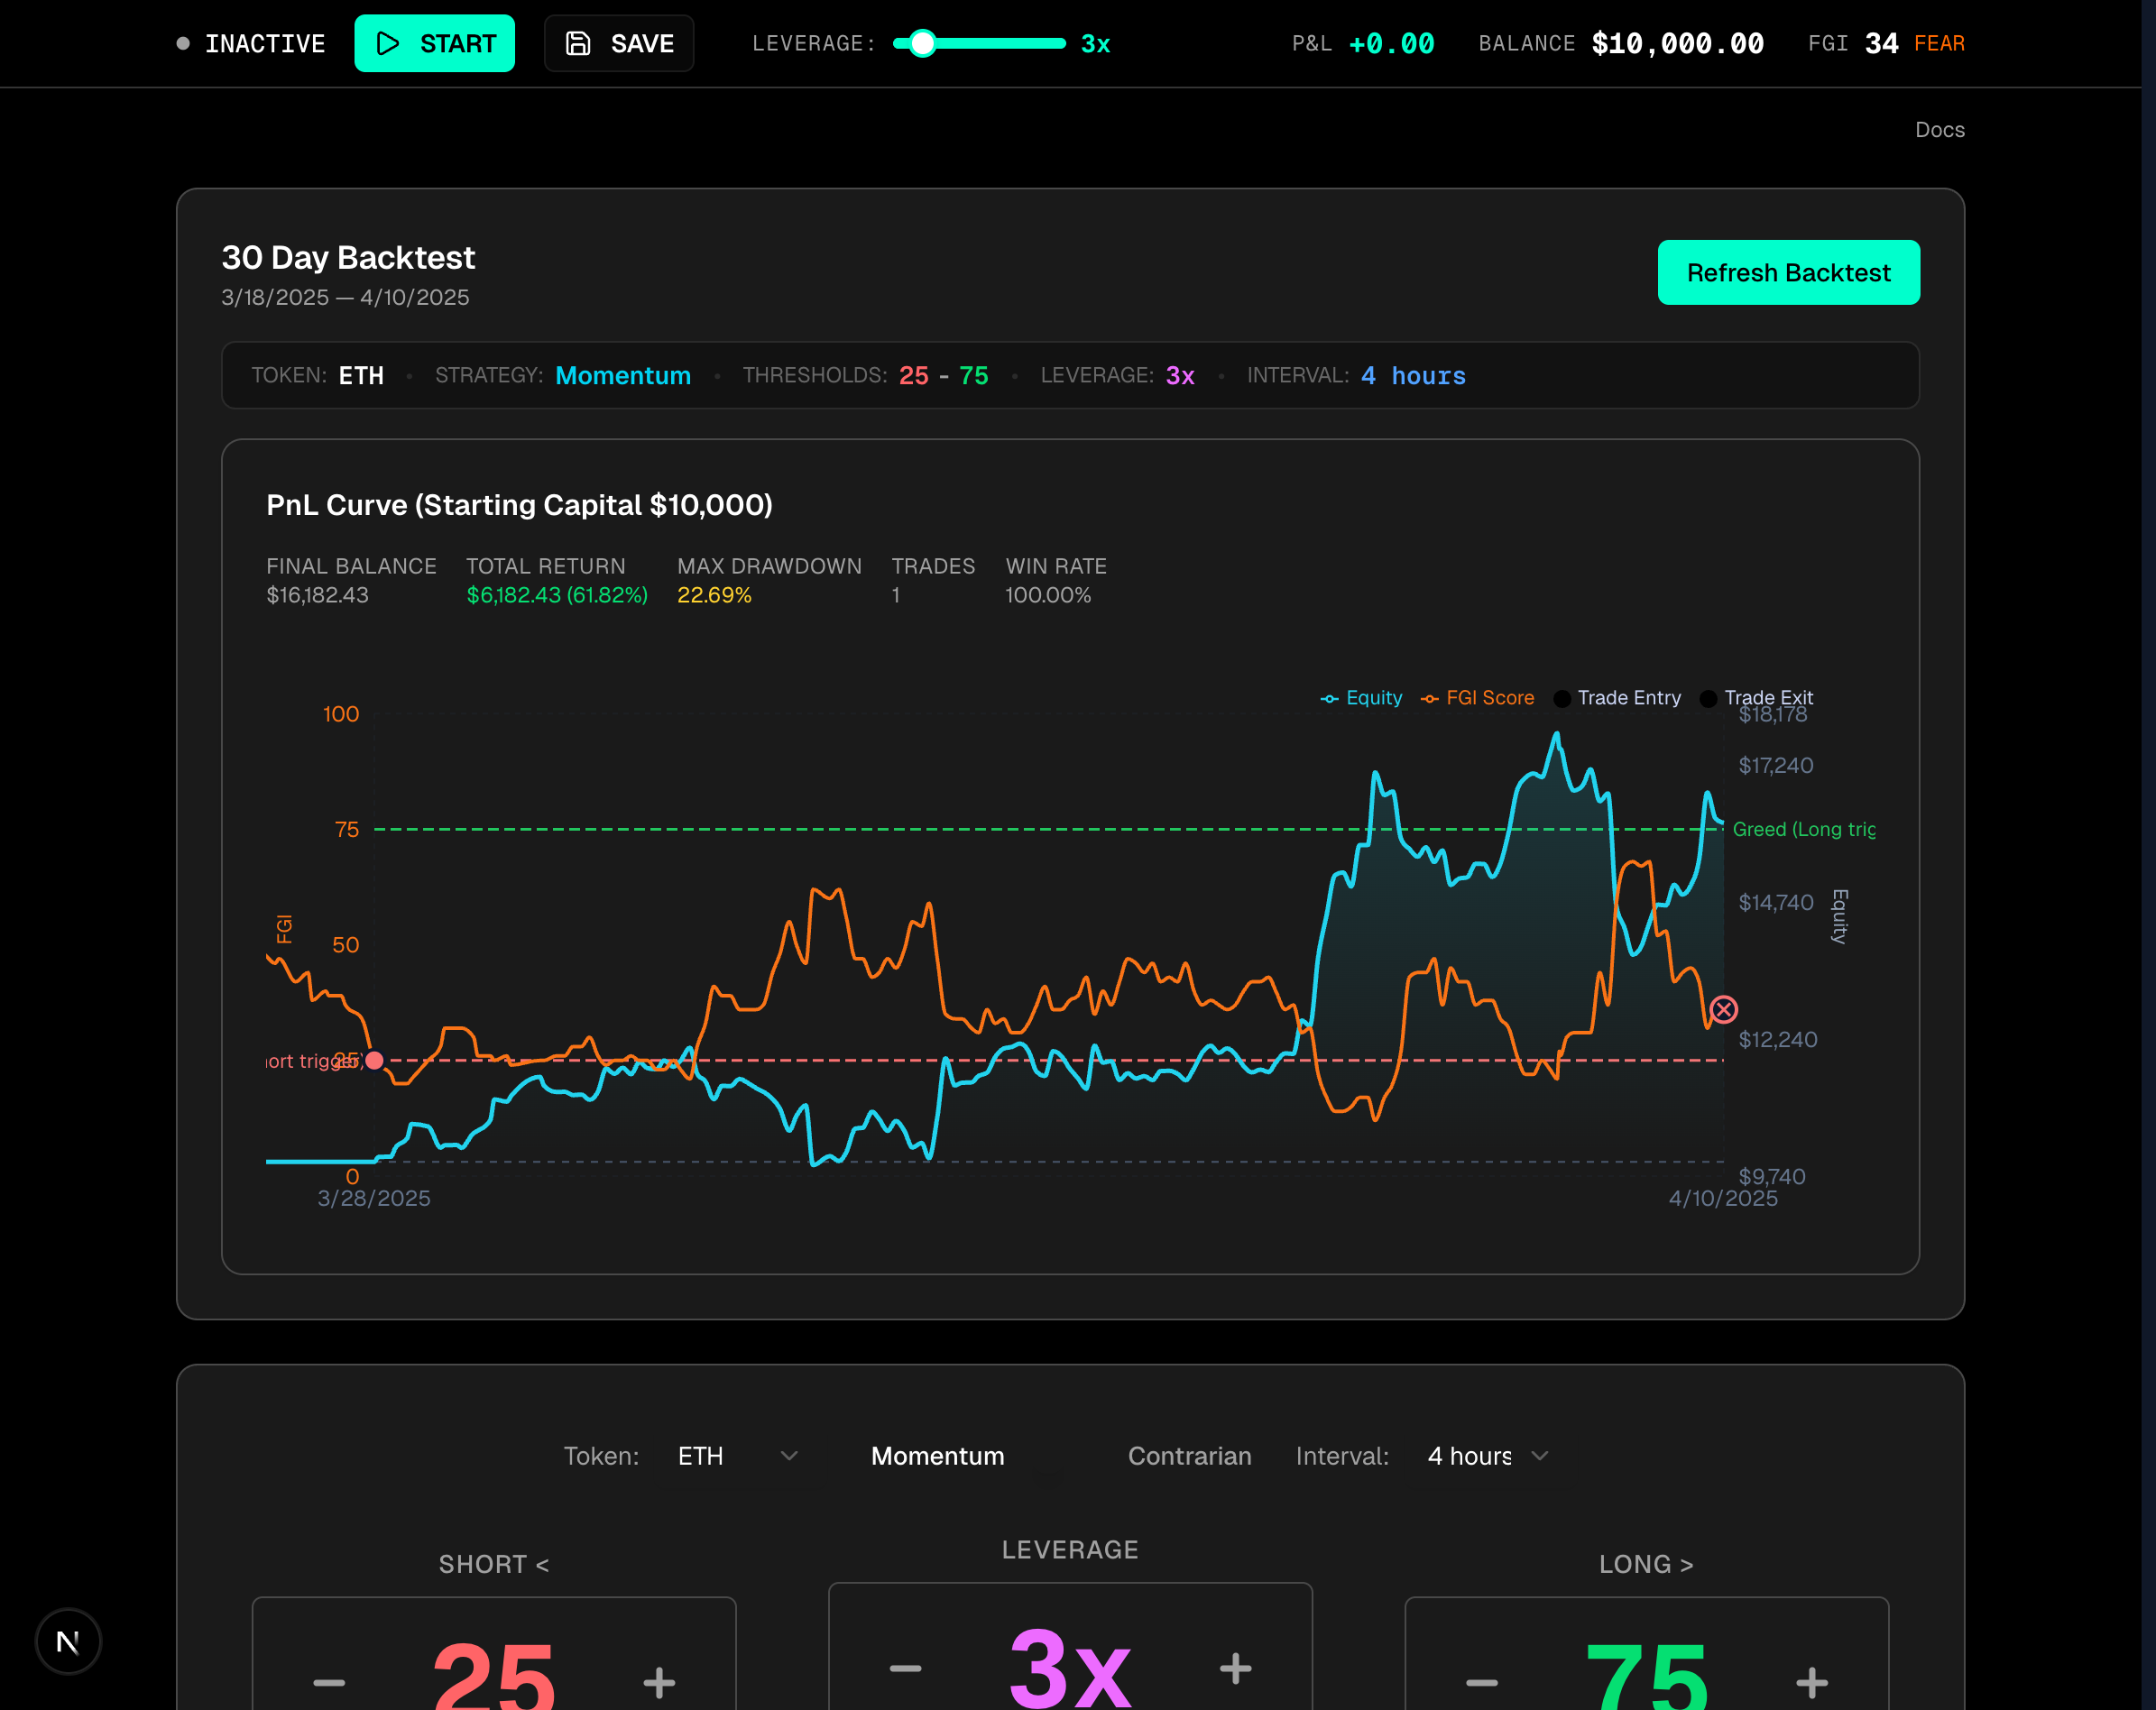 INACTIVE START SAVE LEVERAGE: 3x P&L +0.00 BALANCE $10,000.00 FGI 34 FEAR
Docs
30 Day Backtest
3/18/2025 — 4/10/2025
Refresh Backtest
TOKEN: ETH • STRATEGY: Momentum • THRESHOLDS: 25 - 75 • LEVERAGE: 3x • INTERVAL: 4 hours
PnL Curve (Starting Capital $10,000)
FINAL BALANCE TOTAL RETURN MAX DRAWDOWN TRADES WIN RATE
$16,182.43 $6,182.43 (61.82%) 22.69% 1 100.00%
Equity FGI Score Trade Entry Trade Exit
100 $18,178
$17,240
75 Greed (Long trig
$14,740
FGI 50 Equity
$12,240
ort trigger) 25
0 $9,740
3/28/2025 4/10/2025
Token: ETH Momentum Contrarian Interval: 4 hours
SHORT < LEVERAGE LONG >
− 25 + − 3x + − 75 +
N